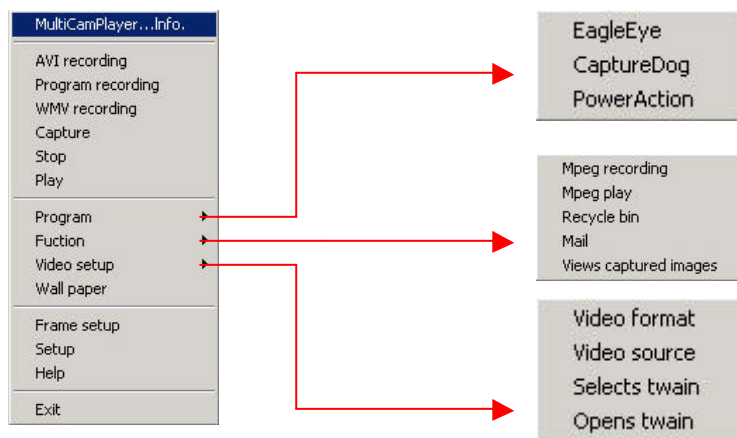 MultiCamPlayer...Info.
AVI recording
Program recording
WMV recording
Capture
Stop
Play
Program
Fuction
Video setup
Wall paper
Frame setup
Setup
Help
Exit
EagleEye
CaptureDog
PowerAction
Mpeg recording
Mpeg play
Recycle bin
Mail
Views captured images
Video format
Video source
Selects twain
Opens twain